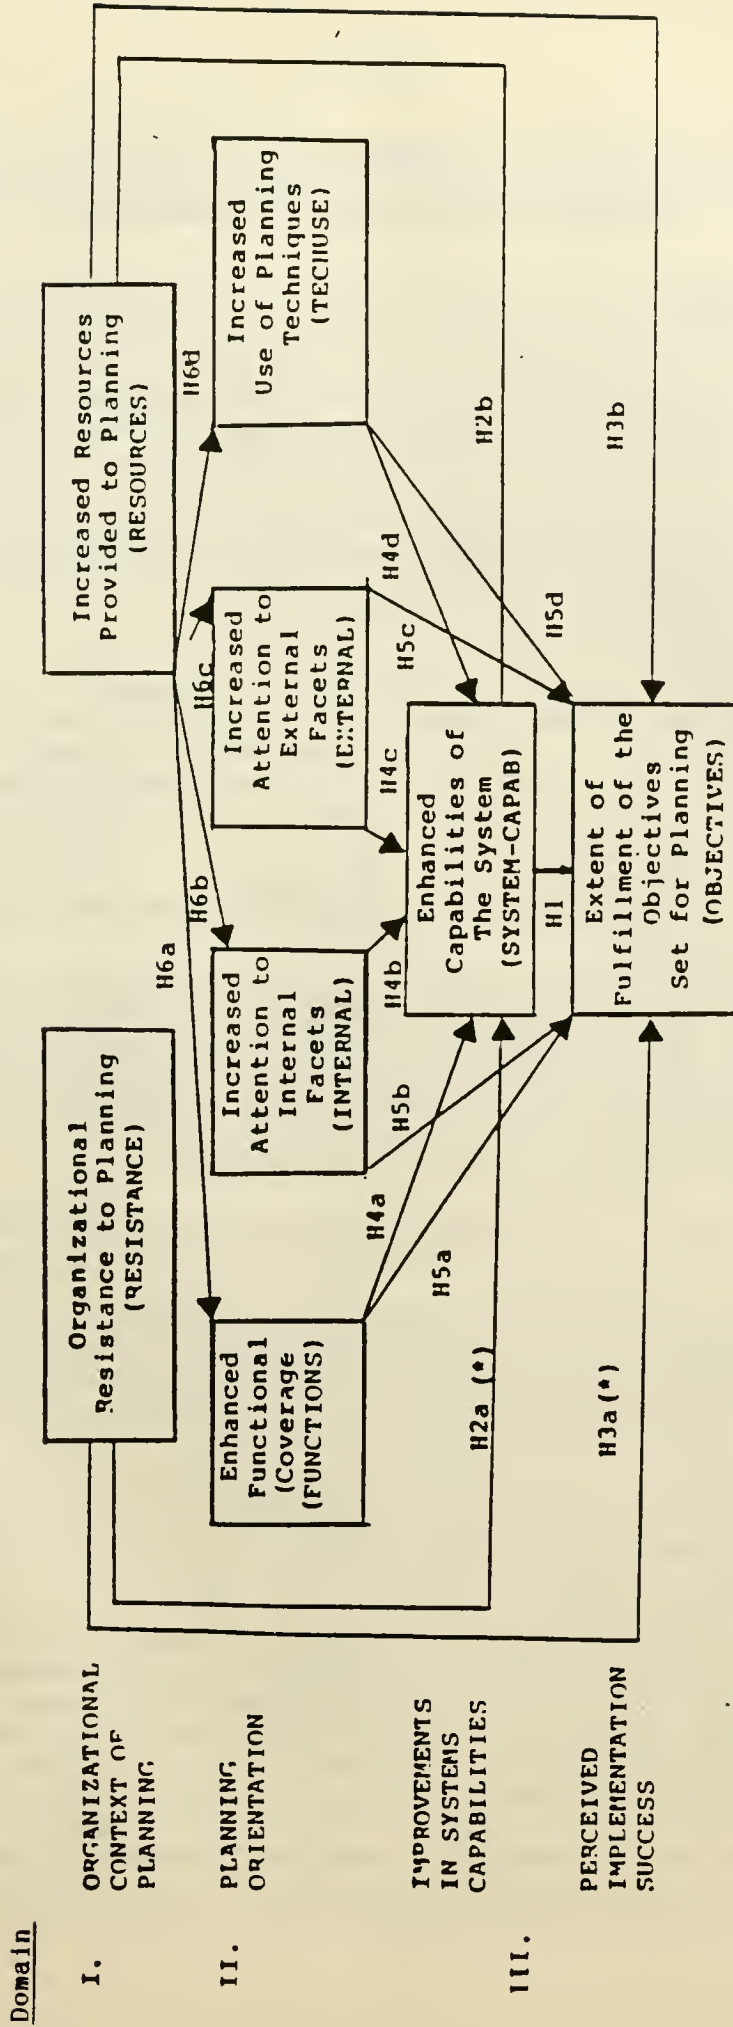 Domain
I.
ORGANIZATIONAL
CONTEXT OF
PLANNING
Organizational
Resistance to Planning
(RESISTANCE)
Increased Resources
Provided to Planning
(RESOURCES)
H6a
H6b
H6c
H6d
II.
PLANNING
ORIENTATION
Enhanced
Functional
(Coverage
(FUNCTIONS)
Increased
Attention to
Internal
Facets
(INTERNAL)
Increased
Attention to
External
Facets
(EXTERNAL)
Increased
Use of Planning
Techniques
(TECHUSE)
H4a
H5b
H4b
H4c
H5c
H4d
H5a
H5d
III.
IMPROVEMENTS
IN SYSTEMS
CAPABILITIES
H2a (*)
Enhanced
Capabilities of
The System
(SYSTEM-CAPAB)
H2b
H1
PERCEIVED
IMPLEMENTATION
SUCCESS
H3a(*)
Extent of
Fulfillment of the
Objectives
Set for Planning
(OBJECTIVES)
H3b